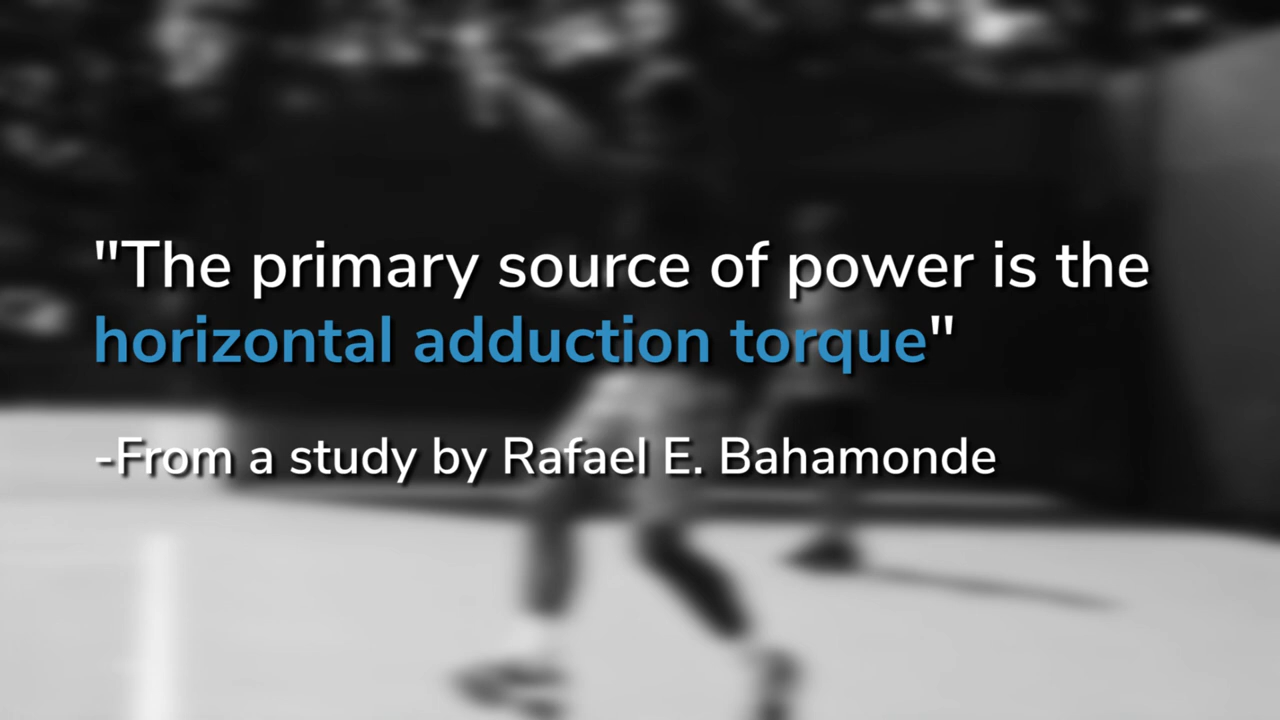 "The primary source of power is the
horizontal adduction torque"
-From a study by Rafael E. Bahamonde